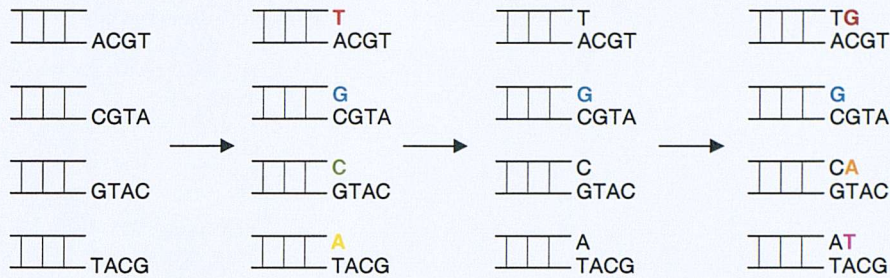 T T TG
ACGT ACGT ACGT ACGT
G G G
CGTA CGTA CGTA CGTA
C C CA
GTAC GTAC GTAC GTAC
A A AT
TACG TACG TACG TACG